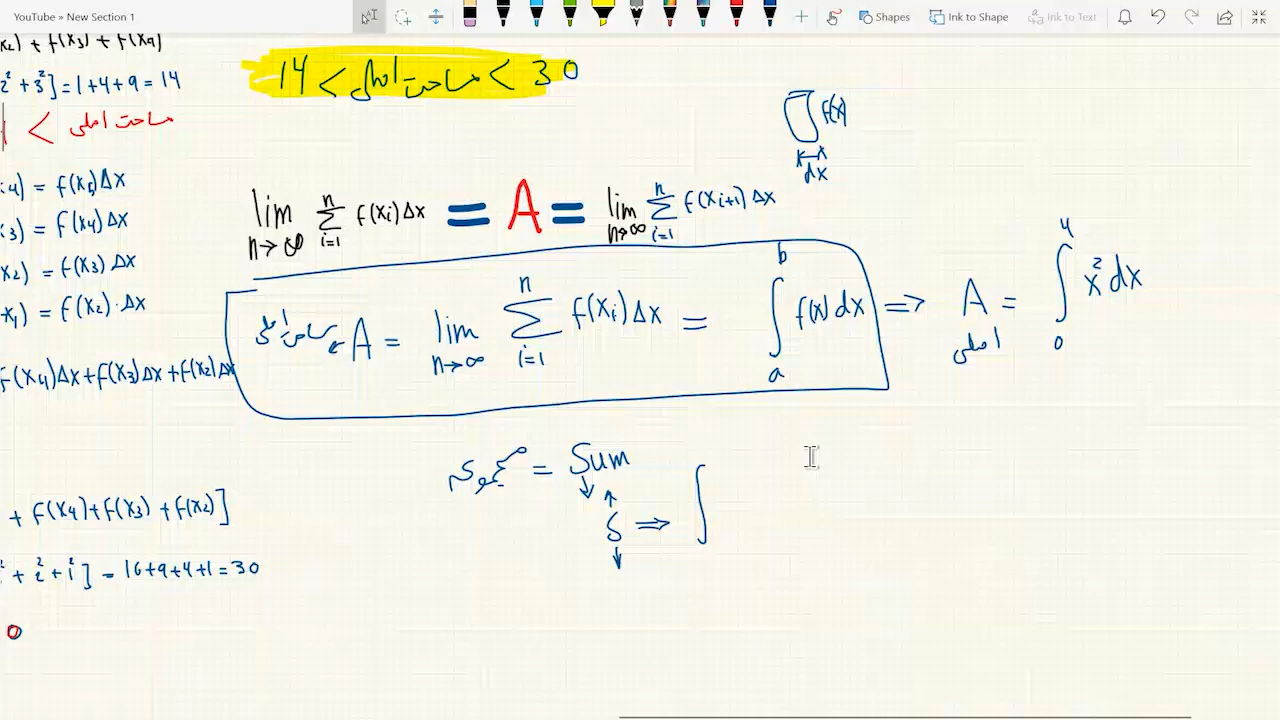 YouTube » New Section 1
Shapes
Ink to Shape
Ink to Text
+ f(x3) + f(x4)
2² + 3²] = 1+4+9 = 14
< مساحت اصلی
14 < مساحت اصلی < 30
f(x)
dx
x4) = f(x5)Δx
x3) = f(x4)Δx
x2) = f(x3)Δx
x1) = f(x2)·Δx
f(x4)Δx+f(x3)Δx+f(x2)Δx
lim n→∞ Σ i=1 n f(xi)Δx = A = lim n→∞ Σ i=1 n f(xi+1)Δx
مساحت اصلی A = lim n→∞ Σ i=1 n f(xi)Δx = ∫ a b f(x)dx ⇒ A اصلی = ∫ 0 4 x² dx
مجموع = Sum
S ⇒ ∫
+ f(x4)+f(x3)+f(x2)]
+ 2² + 1²] = 16+9+4+1 = 30
0